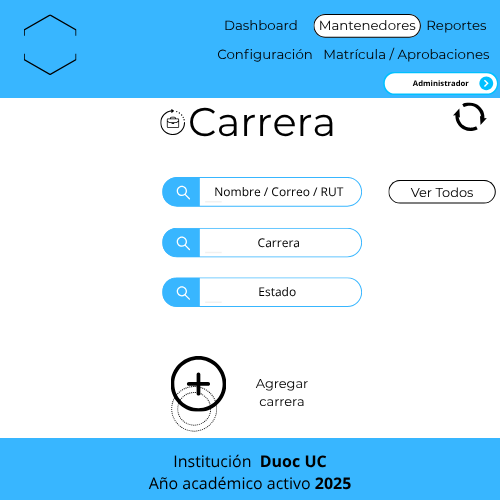 Dashboard Mantenedores Reportes
Configuración Matrícula / Aprobaciones
Administrador
Carrera
Nombre / Correo / RUT Ver Todos
Carrera
Estado
Agregar
carrera
Institución Duoc UC
Año académico activo 2025